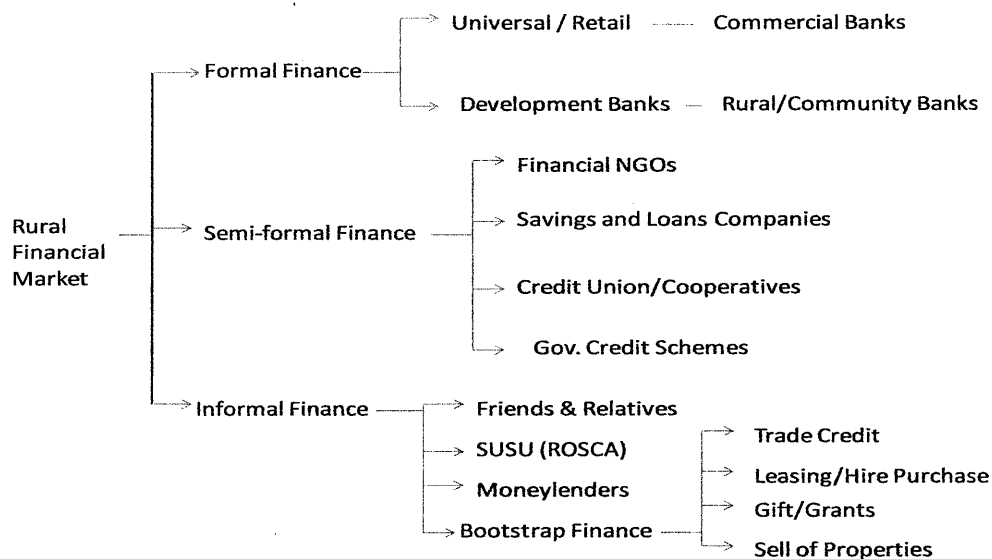 Universal / Retail
Commercial Banks
Formal Finance
Development Banks
Rural/Community Banks
Financial NGOs
Savings and Loans Companies
Rural
Financial
Market
Semi-formal Finance
Credit Union/Cooperatives
Gov. Credit Schemes
Informal Finance
Friends & Relatives
SUSU (ROSCA)
Moneylenders
Bootstrap Finance
Trade Credit
Leasing/Hire Purchase
Gift/Grants
Sell of Properties